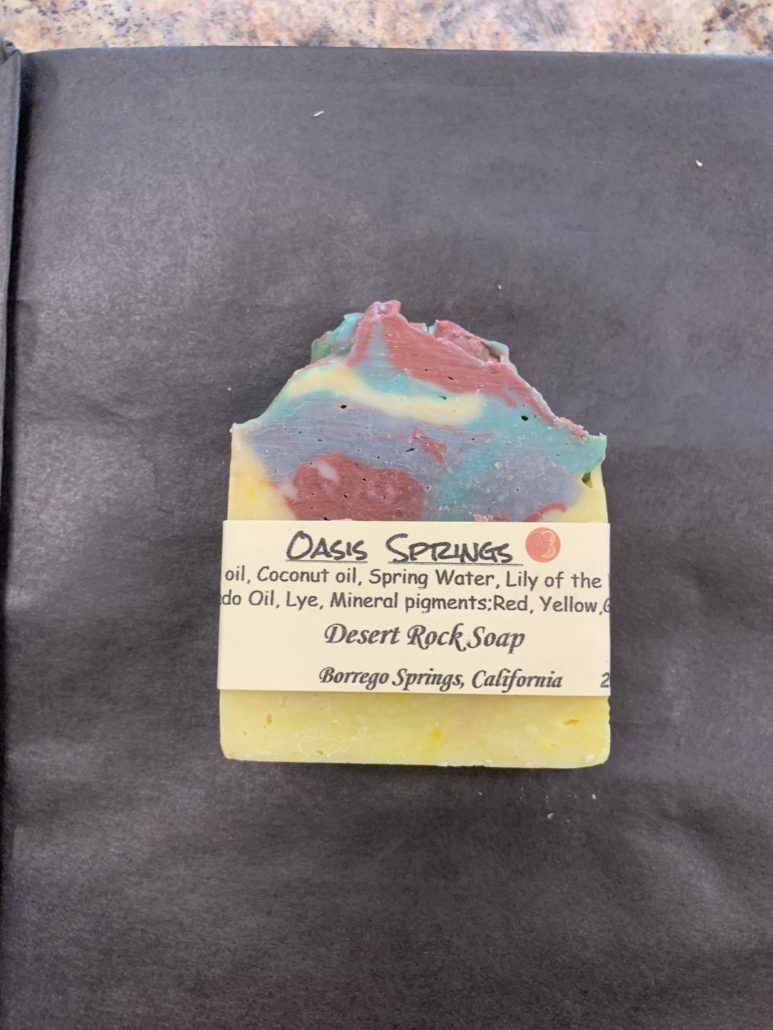 OASIS SPRINGS
oil, Coconut oil, Spring Water, Lily of the
do Oil, Lye, Mineral pigments:Red, Yellow,
Desert Rock Soap
Borrego Springs, California 2